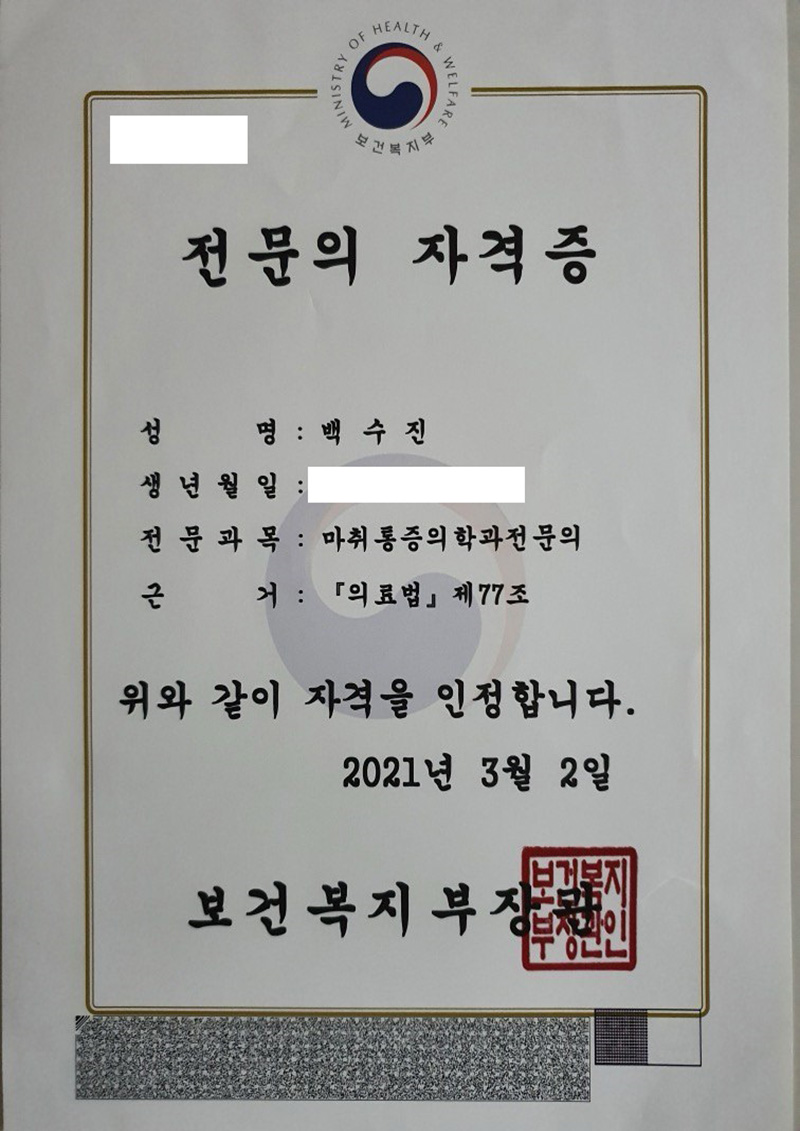 MINISTRY OF HEALTH & WELFARE
보건복지부
전문의 자격증
성 명 : 백 수 진
생 년 월 일 :
전 문 과 목 : 마취통증의학과전문의
근 거 : 『의료법』제77조
위와 같이 자격을 인정합니다.
2021년 3월 2일
보건복지부장관
보건복지
부장관인